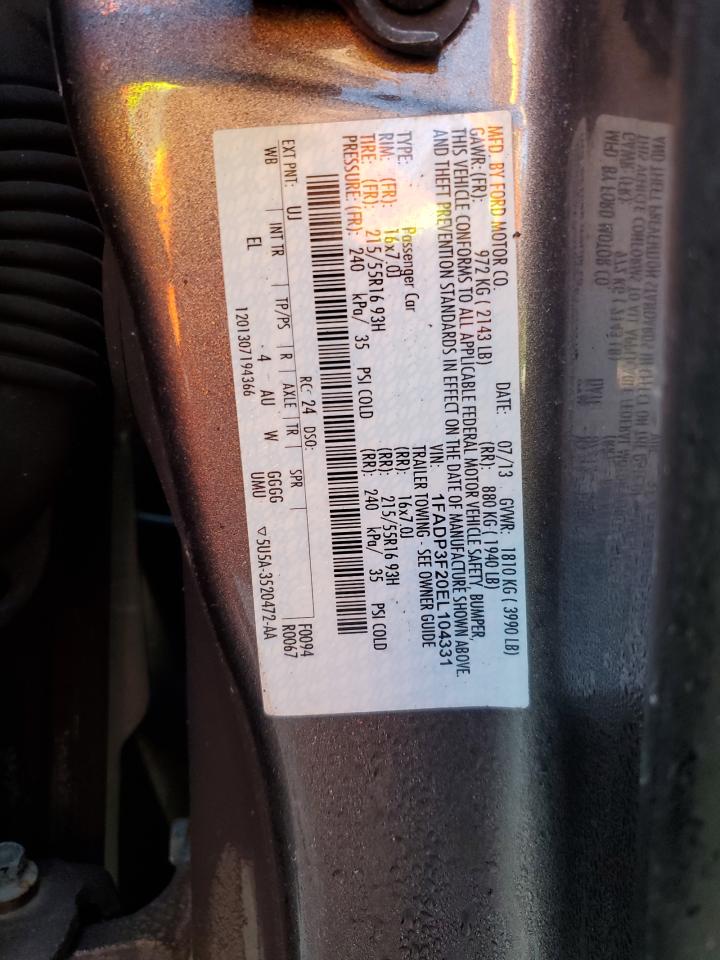 MFD. BY FORD MOTOR CO.
DATE: 07/13 GVWR: 1810 KG ( 3990 LB)
GAWR: (FR): 972 KG ( 2143 LB) (RR): 880 KG ( 1940 LB)
THIS VEHICLE CONFORMS TO ALL APPLICABLE FEDERAL MOTOR VEHICLE SAFETY, BUMPER,
AND THEFT PREVENTION STANDARDS IN EFFECT ON THE DATE OF MANUFACTURE SHOWN ABOVE.
VIN: 1FADP3F20EL104331
TYPE: Passenger Car TRAILER TOWING - SEE OWNER GUIDE
RIM: (FR): 16x7.0J (RR): 16x7.0J
TIRE: (FR): 215/55R16 93H (RR): 215/55R16 93H
PRESSURE: (FR): 240 kPa/ 35 PSI COLD (RR): 240 kPa/ 35 PSI COLD
F0094
EXT PNT: UJ RC: 24 DSO: R0067
WB INT TR TP/PS R AXLE TR SPR
EL 4 AU W GGGG
UMU ▽ 5U5A-3520472-AA
1201307194366